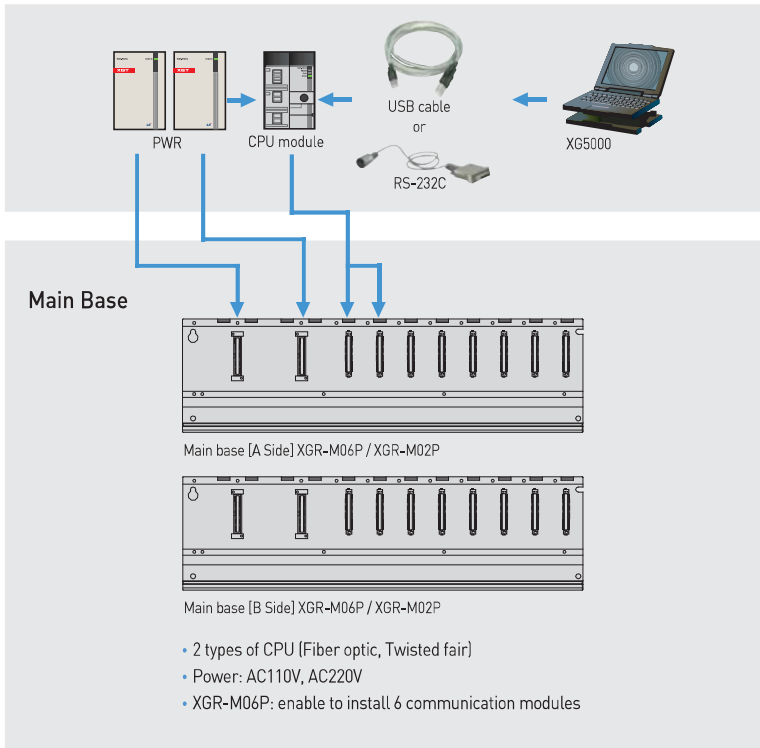 XGT
XGT
USB cable
or
PWR
CPU module
XG5000
RS-232C
Main Base
Main base [A Side] XGR-M06P / XGR-M02P
Main base [B Side] XGR-M06P / XGR-M02P
• 2 types of CPU (Fiber optic, Twisted fair)
• Power: AC110V, AC220V
• XGR-M06P: enable to install 6 communication modules